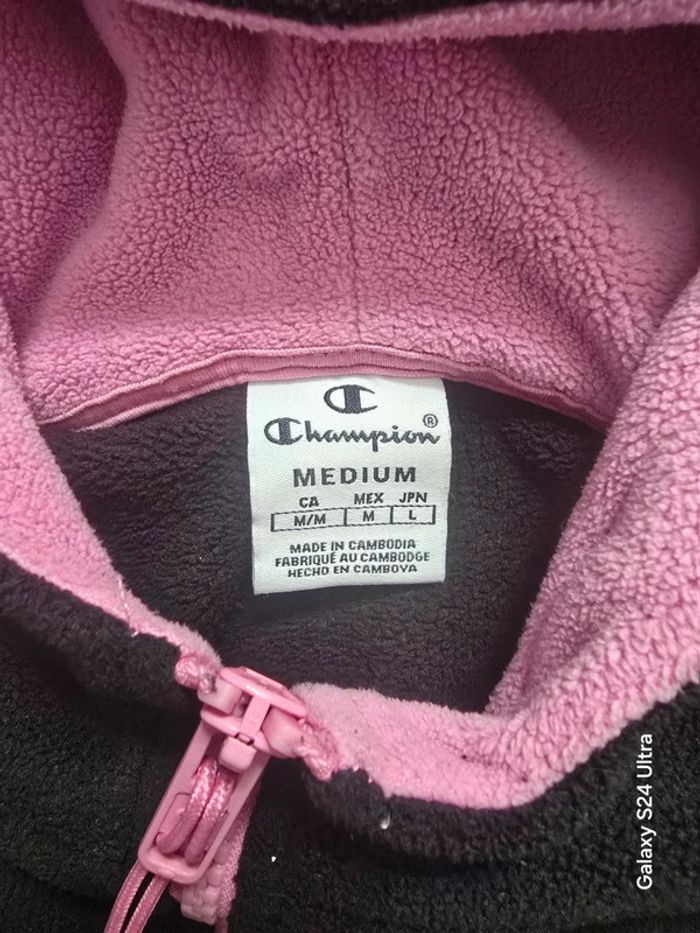 Champion®
MEDIUM
CA MEX JPN
M/M M L
MADE IN CAMBODIA
FABRIQUÉ AU CAMBODGE
HECHO EN CAMBOYA
Galaxy S24 Ultra